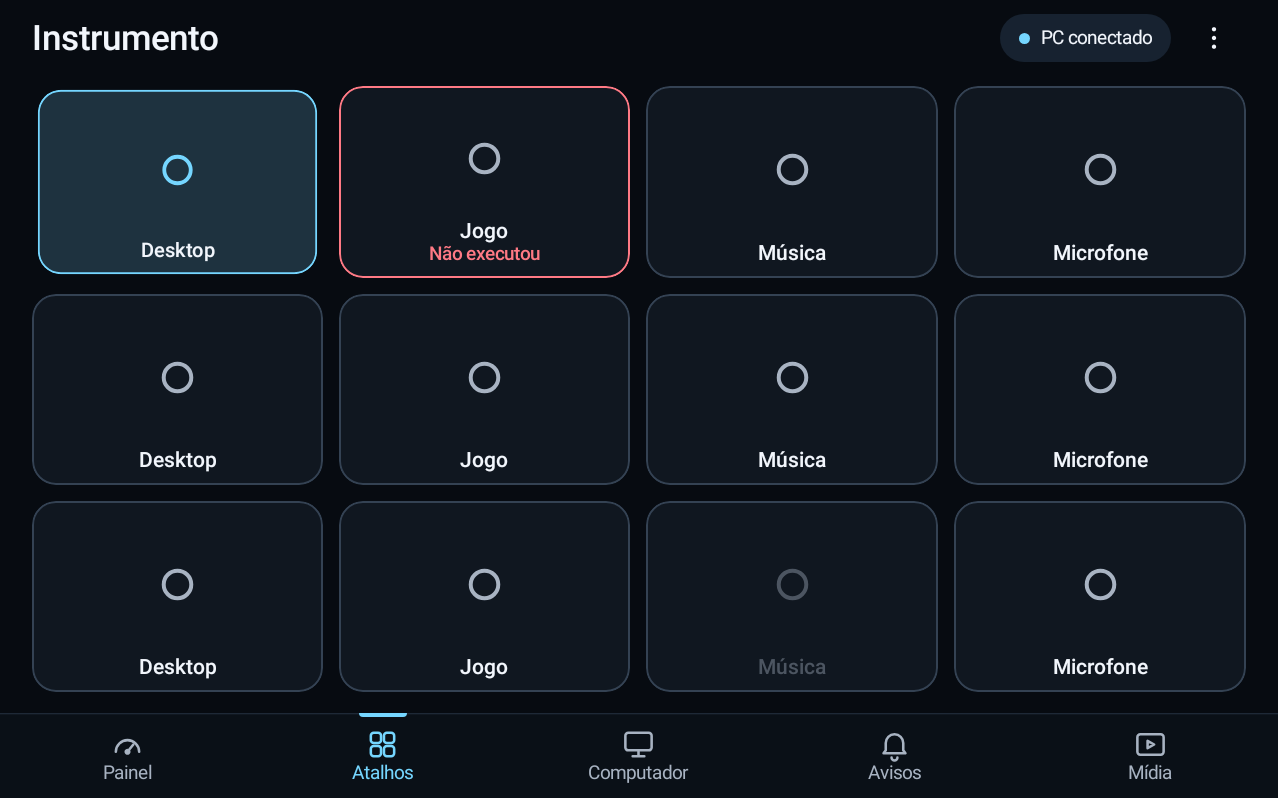 Instrumento
PC conectado
Desktop
Jogo
Não executou
Música
Microfone
Desktop
Jogo
Música
Microfone
Desktop
Jogo
Música
Microfone
Painel
Atalhos
Computador
Avisos
Mídia